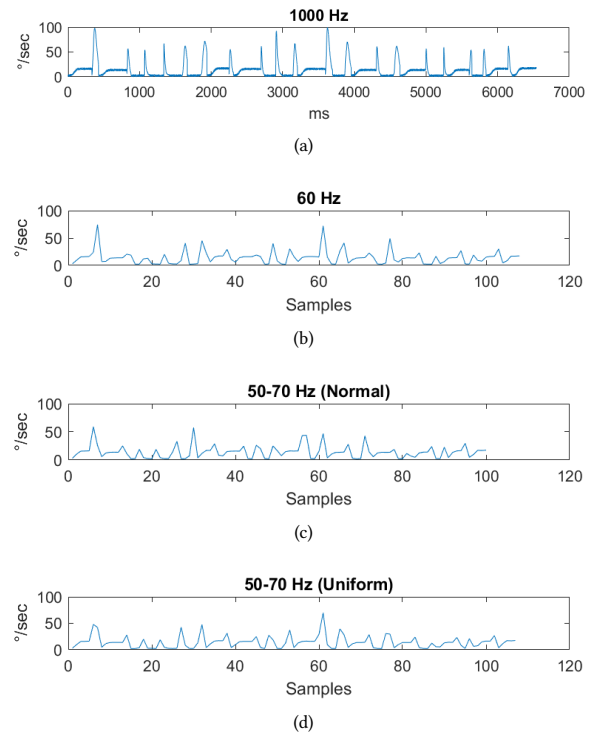 1000 Hz
°/sec
100
50
0
0 1000 2000 3000 4000 5000 6000 7000
ms
(a)
60 Hz
°/sec
100
50
0
0 20 40 60 80 100 120
Samples
(b)
50-70 Hz (Normal)
°/sec
100
50
0
0 20 40 60 80 100 120
Samples
(c)
50-70 Hz (Uniform)
°/sec
100
50
0
0 20 40 60 80 100 120
Samples
(d)